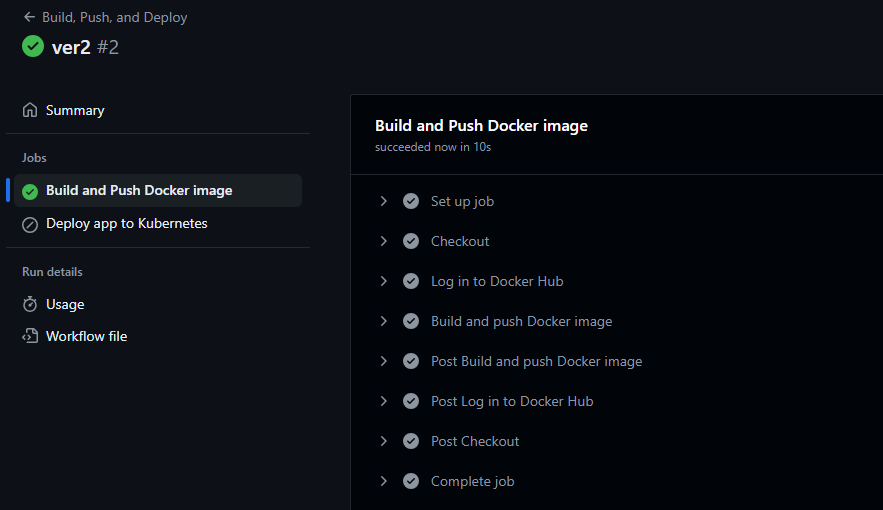 Build, Push, and Deploy
ver2 #2
Summary
Jobs
Build and Push Docker image
Deploy app to Kubernetes
Run details
Usage
Workflow file
Build and Push Docker image
succeeded now in 10s
Set up job
Checkout
Log in to Docker Hub
Build and push Docker image
Post Build and push Docker image
Post Log in to Docker Hub
Post Checkout
Complete job